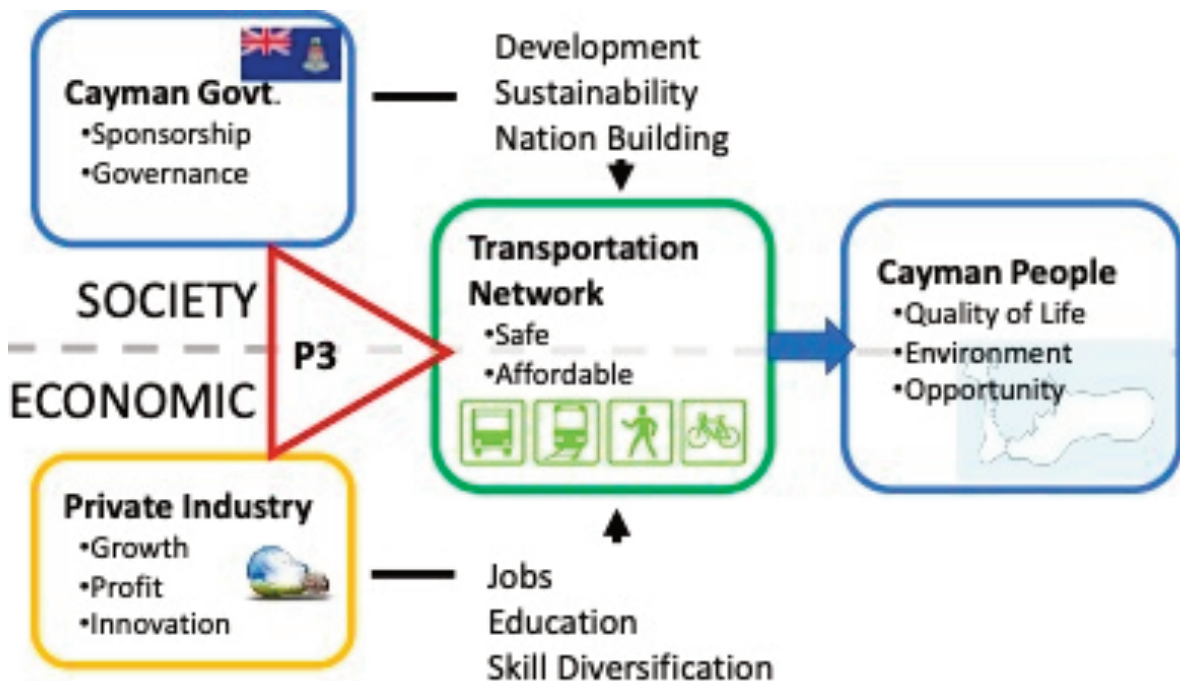 Cayman Govt.
•Sponsorship
•Governance
Development
Sustainability
Nation Building
SOCIETY
ECONOMIC
P3
Transportation
Network
•Safe
•Affordable
Cayman People
•Quality of Life
•Environment
•Opportunity
Private Industry
•Growth
•Profit
•Innovation
Jobs
Education
Skill Diversification